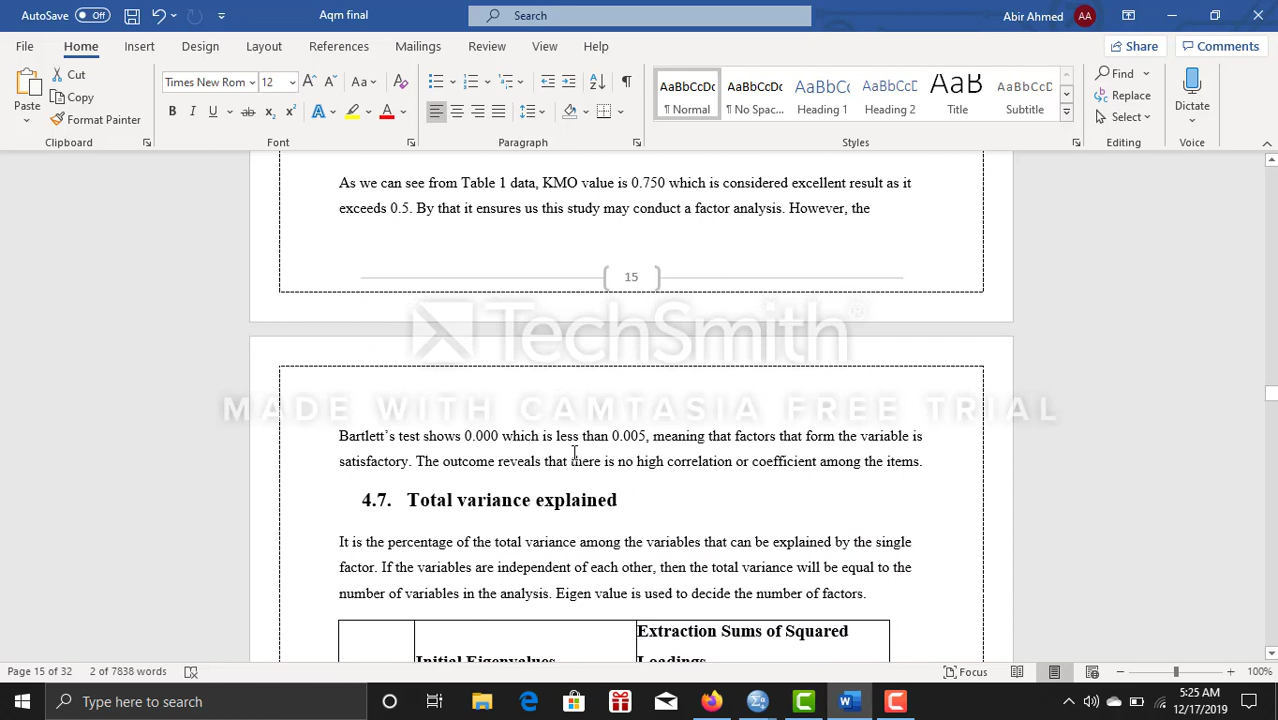 AutoSave Off Aqm final Search Abir Ahmed AA
File Home Insert Design Layout References Mailings Review View Help Share Comments
Paste Cut Copy Format Painter
Times New Rom 12 A A Aa A
B I U ab x₂ x² A A
AaBbCcDc AaBbCcDc AaBbCc AaBbCcD AaB AaBbCcD
¶ Normal ¶ No Spac... Heading 1 Heading 2 Title Subtitle
Find Replace Select Dictate
Clipboard Font Paragraph Styles Editing Voice
As we can see from Table 1 data, KMO value is 0.750 which is considered excellent result as it
exceeds 0.5. By that it ensures us this study may conduct a factor analysis. However, the
15
TechSmith®
MADE WITH CAMTASIA FREE TRIAL
Bartlett's test shows 0.000 which is less than 0.005, meaning that factors that form the variable is
satisfactory. The outcome reveals that there is no high correlation or coefficient among the items.
4.7. Total variance explained
It is the percentage of the total variance among the variables that can be explained by the single
factor. If the variables are independent of each other, then the total variance will be equal to the
number of variables in the analysis. Eigen value is used to decide the number of factors.
Extraction Sums of Squared
Initial Eigenvalues Loadings
Page 15 of 32 2 of 7838 words Focus 100%
Type here to search 5:25 AM
12/17/2019